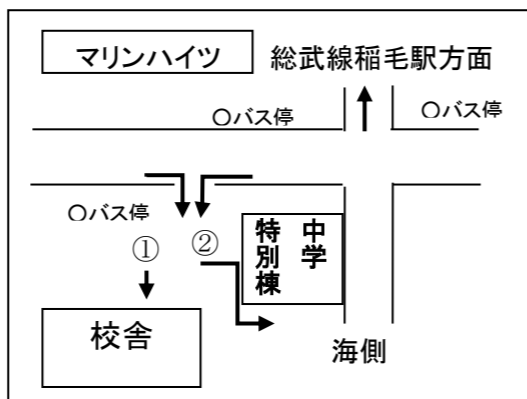 マリンハイツ
総武線稲毛駅方面
○バス停
○バス停
○バス停
①
②
中学
特別棟
校舎
海側